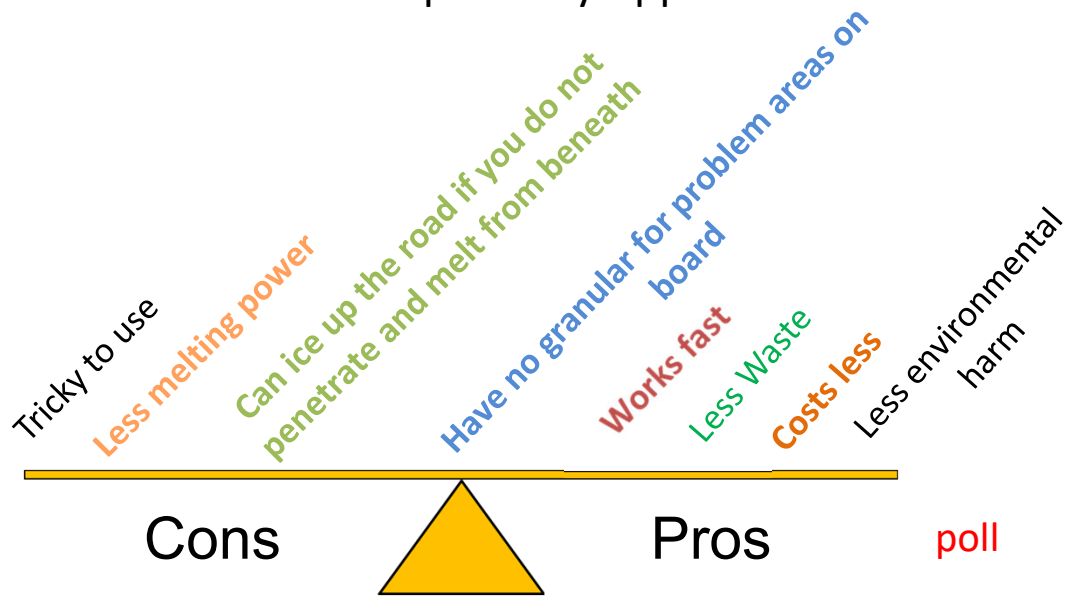 Tricky to use
Less melting power
Can ice up the road if you do not
penetrate and melt from beneath
Have no granular for problem areas on
board
Works fast
Less Waste
Costs less
Less environmental
harm
Cons
Pros
poll